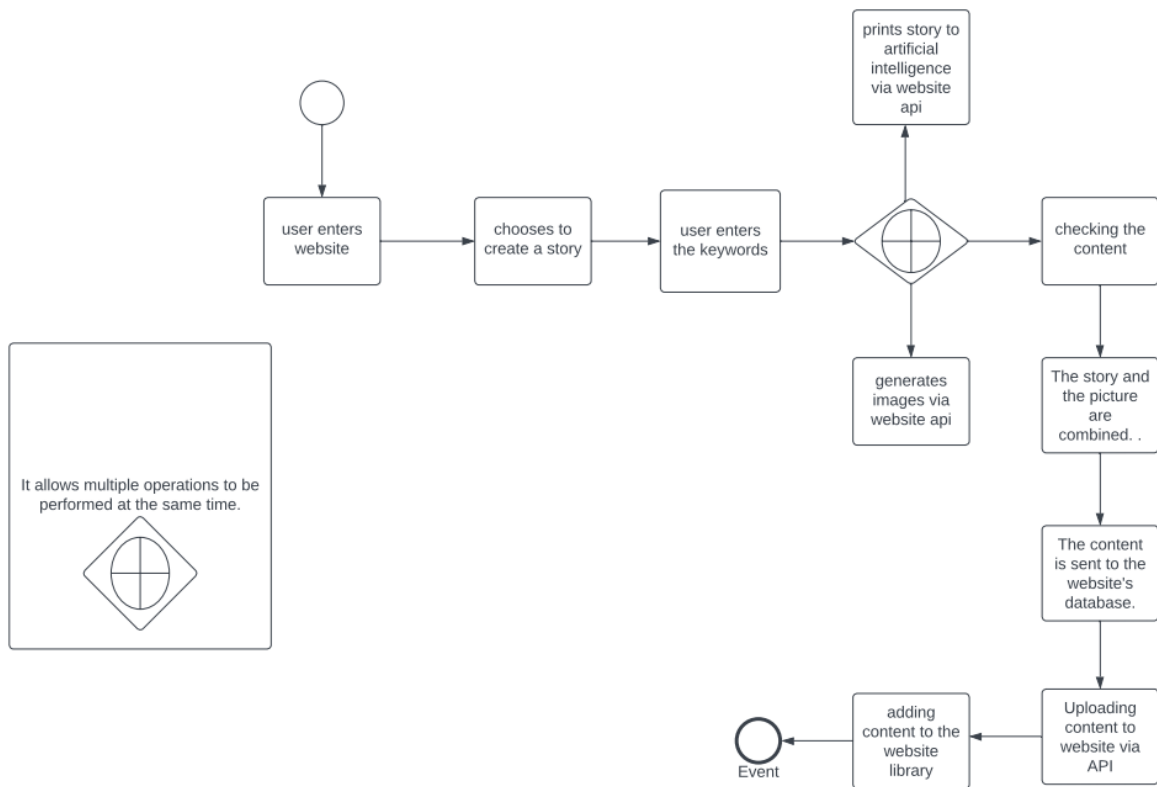 prints story to
artificial
intelligence
via website
api
user enters
website
chooses to
create a story
user enters
the keywords
checking the
content
generates
images via
website api
The story and
the picture
are
combined. .
It allows multiple operations to be
performed at the same time.
The content
is sent to the
website's
database.
Uploading
content to
website via
API
adding
content to the
website
library
Event